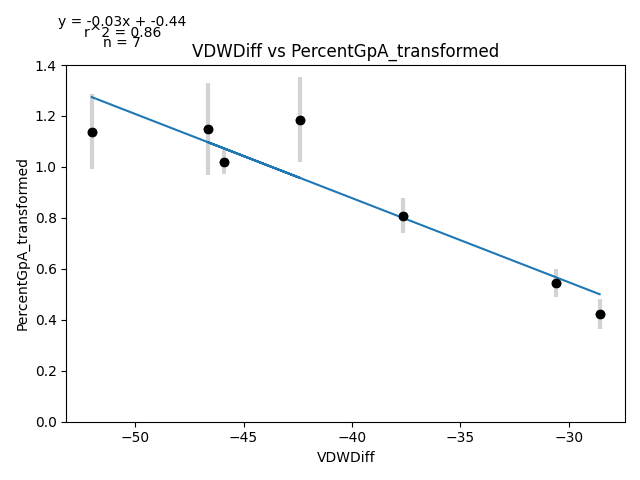 y = -0.03x + -0.44
r^2 = 0.86
n = 7
VDWDiff vs PercentGpA_transformed
1.4
1.2
1.0
0.8
0.6
0.4
0.2
0.0
PercentGpA_transformed
−50
−45
−40
−35
−30
VDWDiff